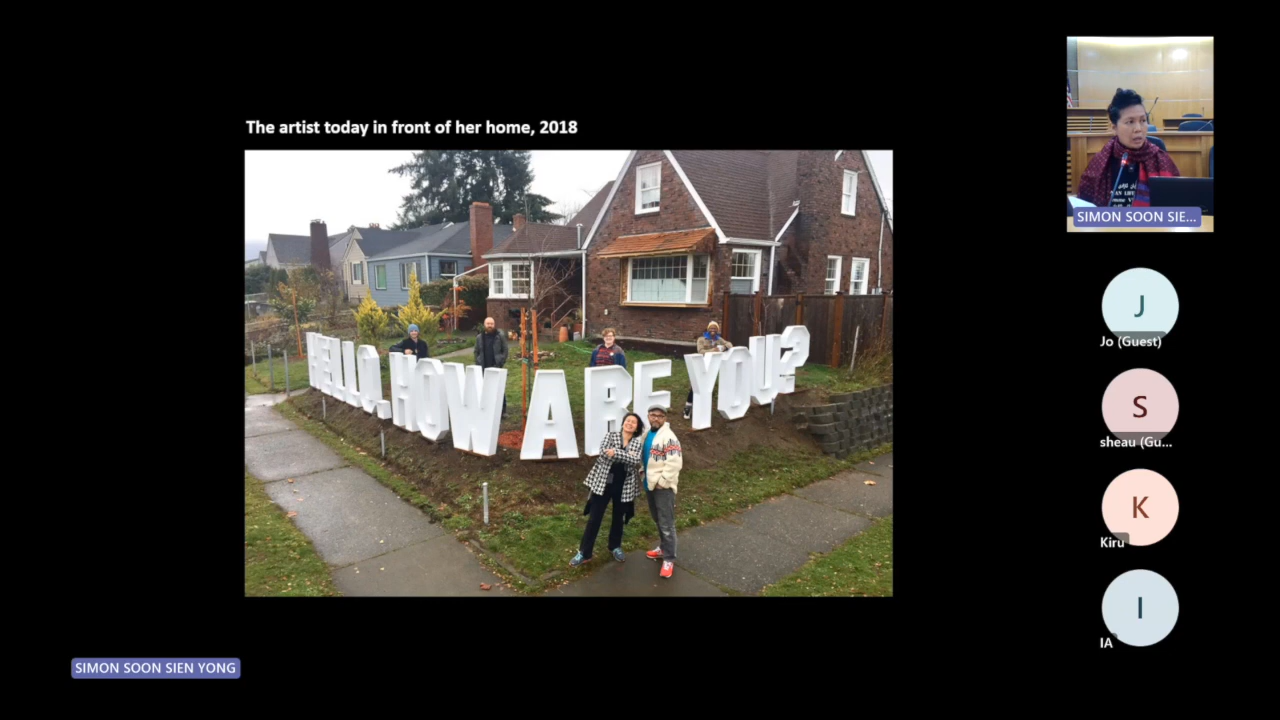 The artist today in front of her home, 2018
HELLO. HOW ARE YOU?
SIMON SOON SIE...
J
Jo (Guest)
S
sheau (Gu...
K
Kiru
I
IA
SIMON SOON SIEN YONG